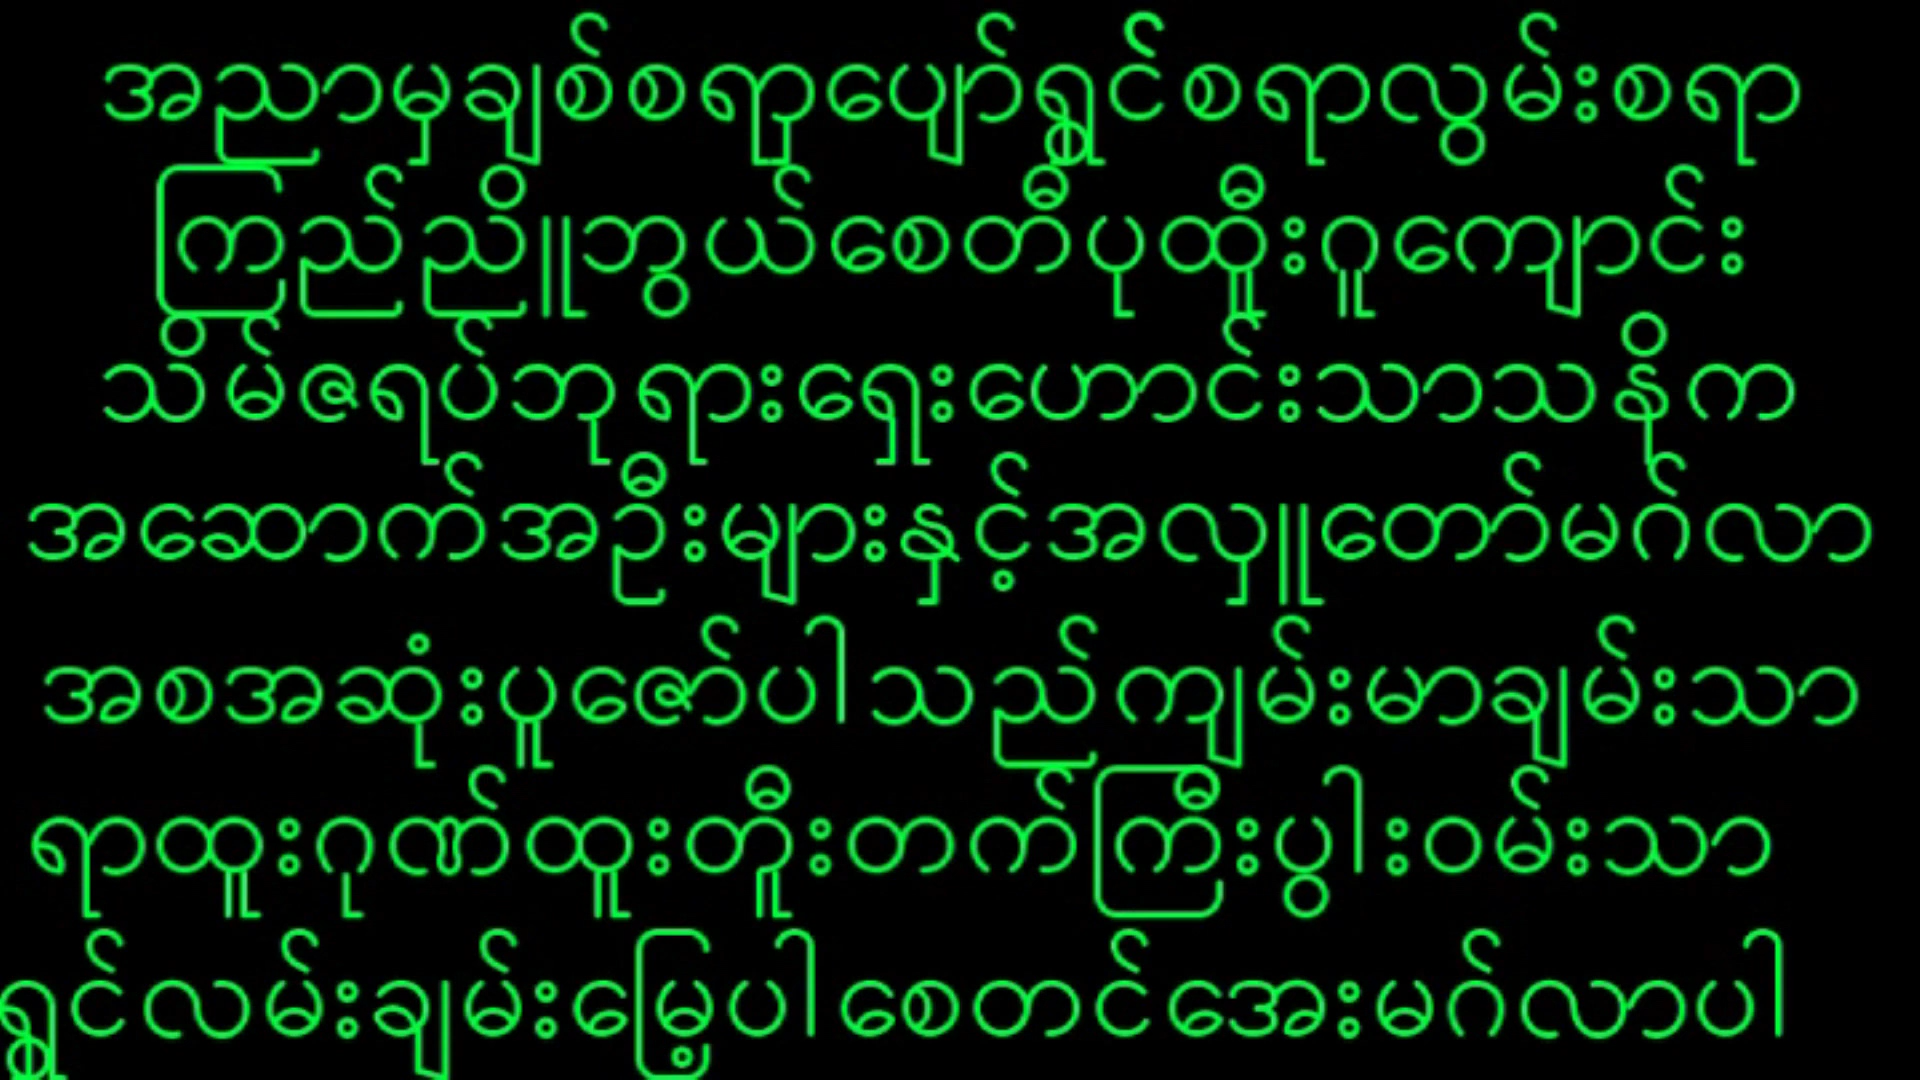 အညာမှချစ်စရာပျော်ရွှင်စရာလွမ်းစရာ
ကြည်ညိုူဘွယ်စေတီပုထိုူးဂူကျောင်း
သိမ်ဇရပ်ဘုရားရှေးဟောင်းသာသနိုက
အဆောက်အဦးများနှင့်အလှူတော်မင်္ဂလာ
အစအဆုံးပူဇော်ပါသည်ကျမ်းမာချမ်းသာ
ရာထူးဂုဏ်ထူးတီူးတက်ကြီးပွါးဝမ်းသာ
ရွှင်လမ်းချမ်းမြေ့ပါစေတင်အေးမင်္ဂလာပါ